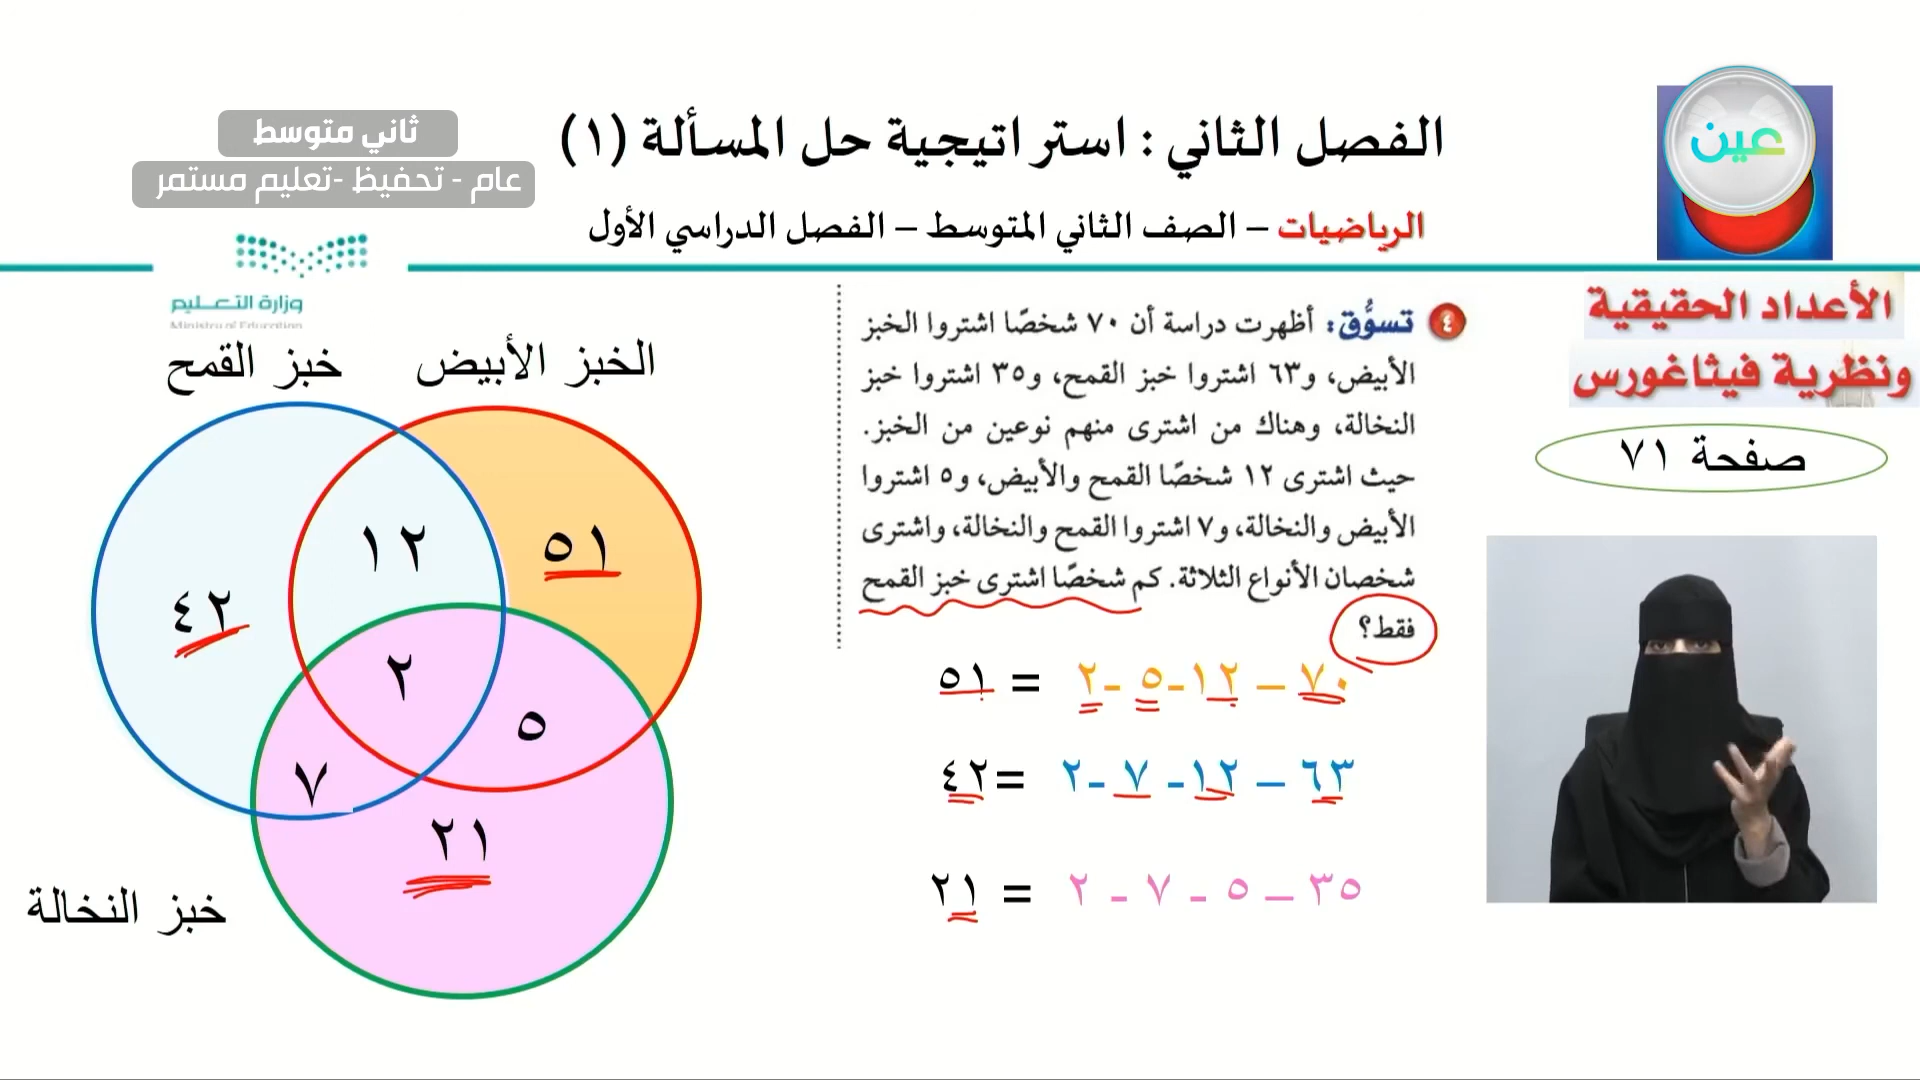 ثاني متوسط
عام - تحفيظ -تعليم مستمر
الفصل الثاني : استراتيجية حل المسألة (١)
الرياضيات – الصف الثاني المتوسط – الفصل الدراسي الأول
عين
وزارة التعليم
Ministry of Education
الأعداد الحقيقية
ونظرية فيثاغورس
صفحة ٧١
٤ تسوُّق: أظهرت دراسة أن ٧٠ شخصًا اشتروا الخبز
الأبيض، و٦٣ اشتروا خبز القمح، و٣٥ اشتروا خبز
النخالة، وهناك من اشترى منهم نوعين من الخبز.
حيث اشترى ١٢ شخصًا القمح والأبيض، و٥ اشتروا
الأبيض والنخالة، و٧ اشتروا القمح والنخالة، واشترى
شخصان الأنواع الثلاثة. كم شخصًا اشترى خبز القمح
فقط؟
٧٠ – ١٢- ٥- ٢ = ٥١
٦٣ – ١٢- ٧- ٢ =٤٢
٣٥ – ٥ - ٧ - ٢ = ٢١
الخبز الأبيض
خبز القمح
٥١
١٢
٤٢
٢
٥
٧
٢١
خبز النخالة